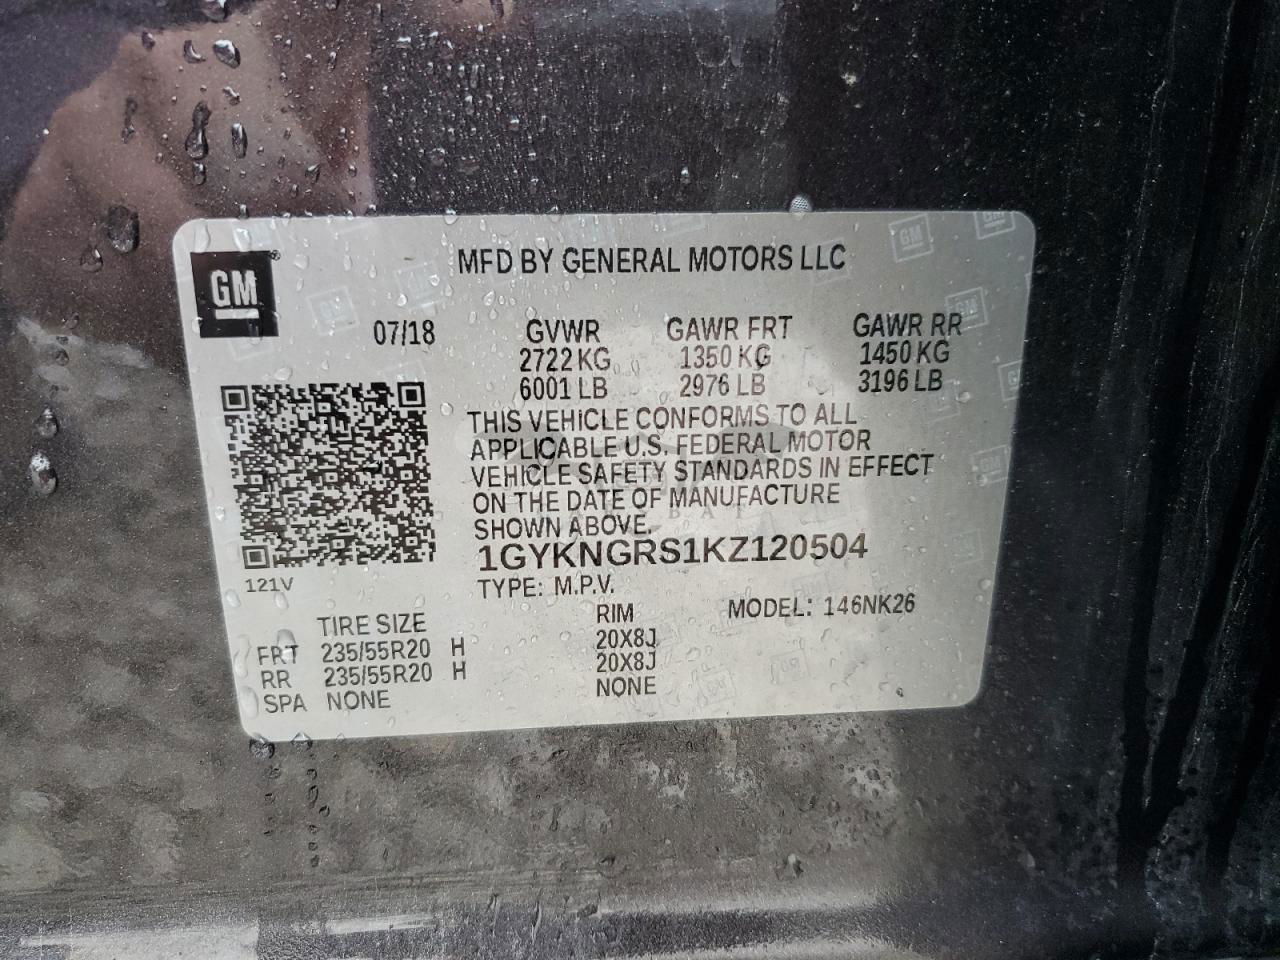 GM
MFD BY GENERAL MOTORS LLC
07/18 GVWR GAWR FRT GAWR RR
2722 KG 1350 KG 1450 KG
6001 LB 2976 LB 3196 LB
THIS VEHICLE CONFORMS TO ALL
APPLICABLE U.S. FEDERAL MOTOR
VEHICLE SAFETY STANDARDS IN EFFECT
ON THE DATE OF MANUFACTURE
SHOWN ABOVE.
1GYKNGRS1KZ120504
121V
TYPE: M.P.V.
TIRE SIZE RIM MODEL: 146NK26
FRT 235/55R20 H 20X8J
RR 235/55R20 H 20X8J
SPA NONE NONE